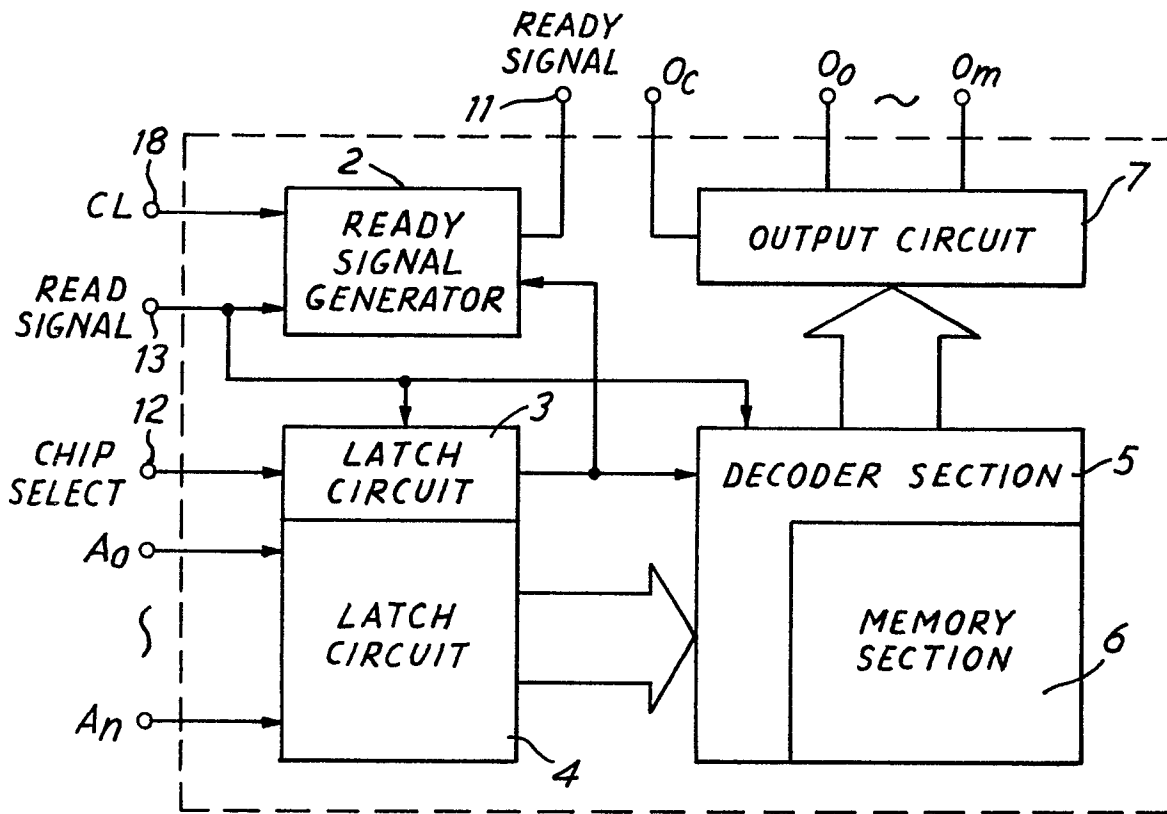 READY
SIGNAL
11
Oc
O0 ~ Om
18
CL
2
READY
SIGNAL
GENERATOR
7
OUTPUT CIRCUIT
READ
SIGNAL
13
12
CHIP
SELECT
3
LATCH
CIRCUIT
DECODER SECTION
5
A0
~
An
LATCH
CIRCUIT
4
MEMORY
SECTION
6